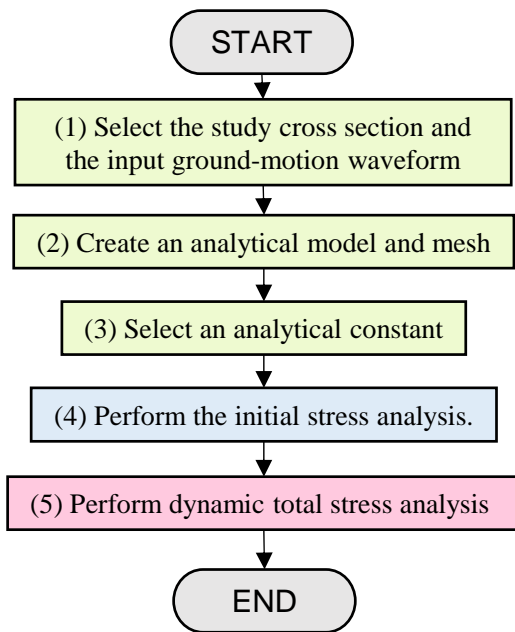 START
(1) Select the study cross section and
the input ground-motion waveform
(2) Create an analytical model and mesh
(3) Select an analytical constant
(4) Perform the initial stress analysis.
(5) Perform dynamic total stress analysis
END